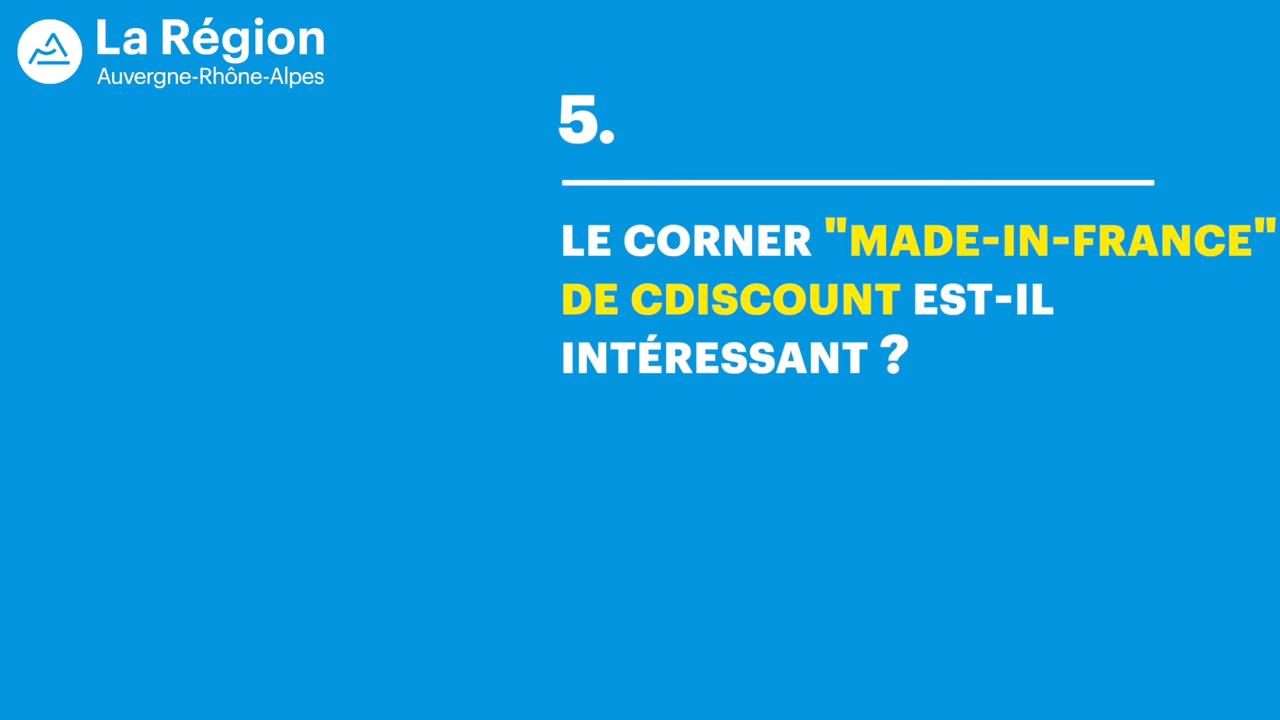 La Région
Auvergne-Rhône-Alpes
5.
LE CORNER "MADE-IN-FRANCE"
DE CDISCOUNT EST-IL
INTÉRESSANT ?